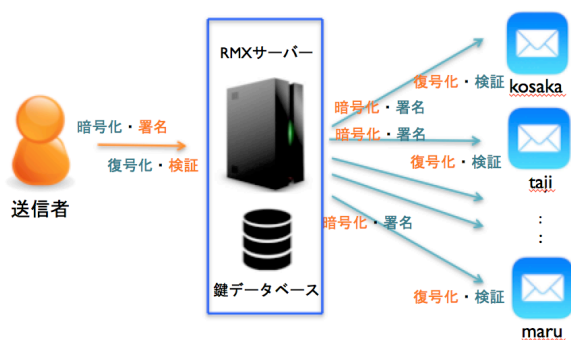 RMXサーバー
暗号化・署名
復号化・検証
送信者
鍵データベース
暗号化・署名
暗号化・署名
暗号化・署名
復号化・検証
kosaka
復号化・検証
taji
:
:
復号化・検証
maru